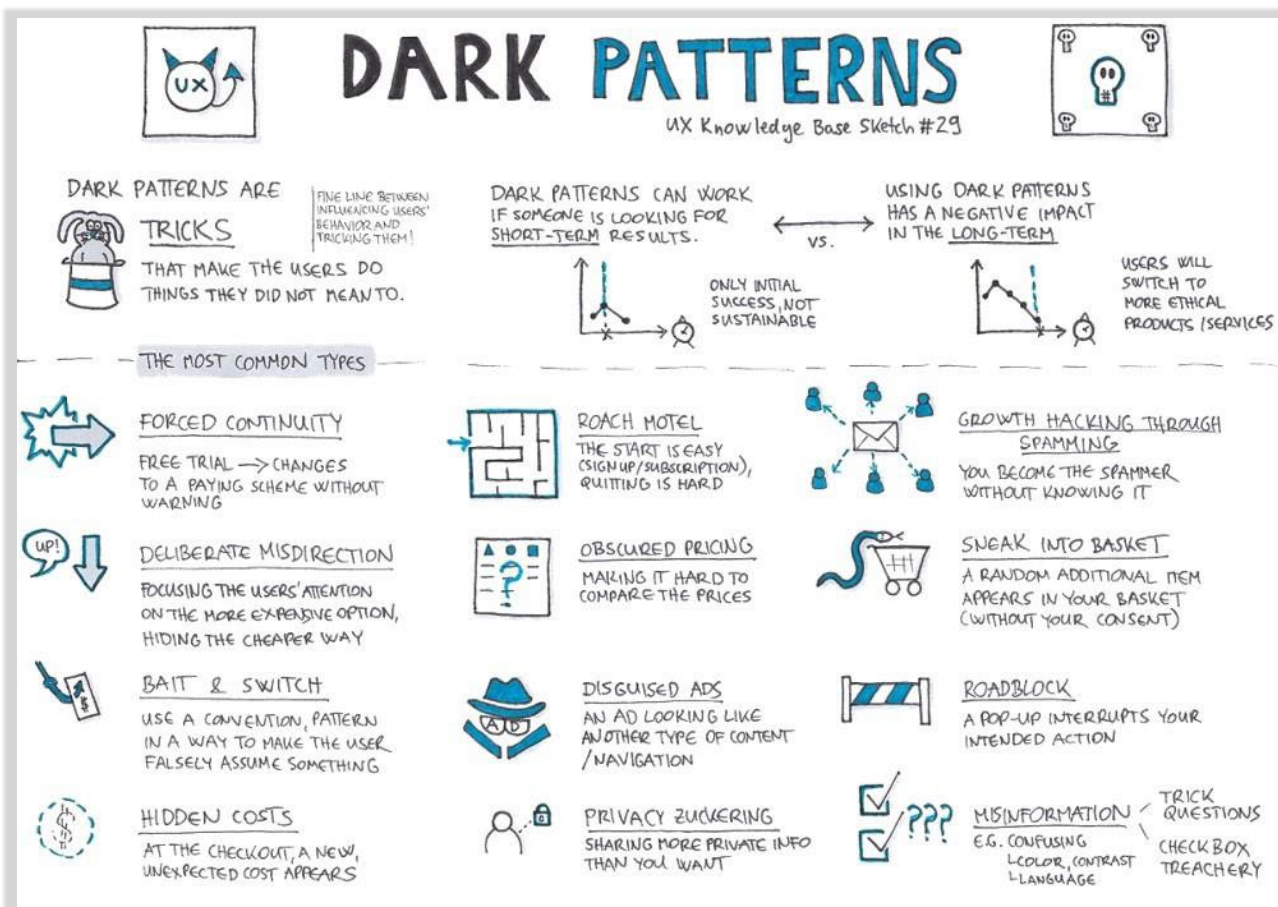 UX
DARK PATTERNS
UX Knowledge Base Sketch #29
DARK PATTERNS ARE
TRICKS
THAT MAKE THE USERS DO
THINGS THEY DID NOT MEAN TO.
FINE LINE BETWEEN
INFLUENCING USERS'
BEHAVIOR AND
TRICKING THEM!
DARK PATTERNS CAN WORK
IF SOMEONE IS LOOKING FOR
SHORT-TERM RESULTS.
ONLY INITIAL
SUCCESS, NOT
SUSTAINABLE
VS.
USING DARK PATTERNS
HAS A NEGATIVE IMPACT
IN THE LONG-TERM
USERS WILL
SWITCH TO
MORE ETHICAL
PRODUCTS/SERVICES
THE MOST COMMON TYPES
FORCED CONTINUITY
FREE TRIAL → CHANGES
TO A PAYING SCHEME WITHOUT
WARNING
ROACH MOTEL
THE START IS EASY
(SIGN UP/SUBSCRIPTION),
QUITTING IS HARD
GROWTH HACKING THROUGH
SPAMMING
YOU BECOME THE SPAMMER
WITHOUT KNOWING IT
UP!
DELIBERATE MISDIRECTION
FOCUSING THE USERS' ATTENTION
ON THE MORE EXPENSIVE OPTION,
HIDING THE CHEAPER WAY
?
OBSCURED PRICING
MAKING IT HARD TO
COMPARE THE PRICES
SNEAK INTO BASKET
A RANDOM ADDITIONAL ITEM
APPEARS IN YOUR BASKET
(WITHOUT YOUR CONSENT)
BAIT & SWITCH
USE A CONVENTION, PATTERN
IN A WAY TO MAKE THE USER
FALSELY ASSUME SOMETHING
AD
DISGUISED ADS
AN AD LOOKING LIKE
ANOTHER TYPE OF CONTENT
/NAVIGATION
ROADBLOCK
A POP-UP INTERRUPTS YOUR
INTENDED ACTION
$
HIDDEN COSTS
AT THE CHECKOUT, A NEW,
UNEXPECTED COST APPEARS
PRIVACY ZUCKERING
SHARING MORE PRIVATE INFO
THAN YOU WANT
???
MISINFORMATION
E.G. CONFUSING
COLOR, CONTRAST
LANGUAGE
TRICK
QUESTIONS
CHECKBOX
TREACHERY